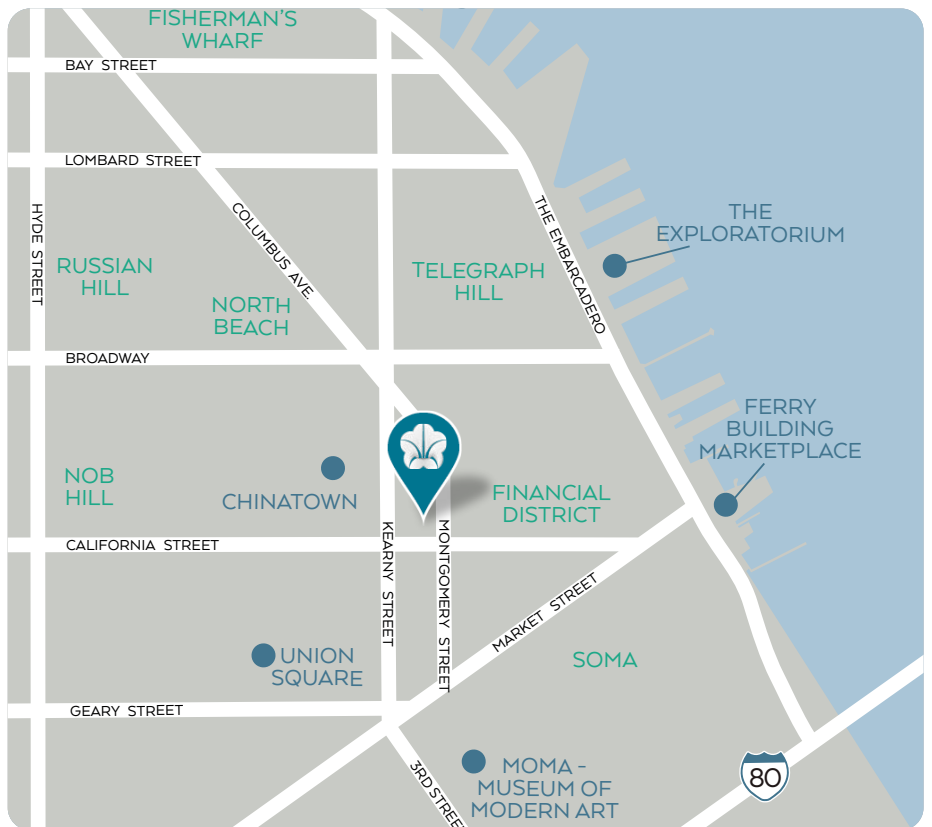 FISHERMAN'S
WHARF
BAY STREET
LOMBARD STREET
HYDE STREET
COLUMBUS AVE.
THE EMBARCADERO
THE
EXPLORATORIUM
RUSSIAN
HILL
TELEGRAPH
HILL
NORTH
BEACH
BROADWAY
FERRY
BUILDING
MARKETPLACE
NOB
HILL
CHINATOWN
FINANCIAL
DISTRICT
CALIFORNIA STREET
KEARNY STREET
MONTGOMERY STREET
MARKET STREET
UNION
SQUARE
SOMA
GEARY STREET
3RD STREET
MOMA -
MUSEUM OF
MODERN ART
80